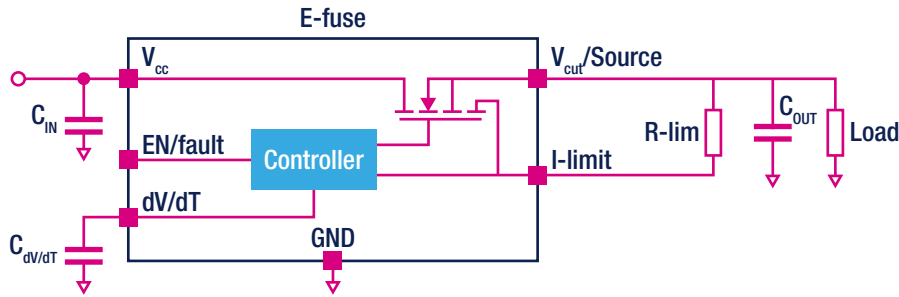 E-fuse
Vcc
Vcut/Source
CIN
EN/fault
Controller
R-lim
COUT
Load
I-limit
dV/dT
CdV/dT
GND